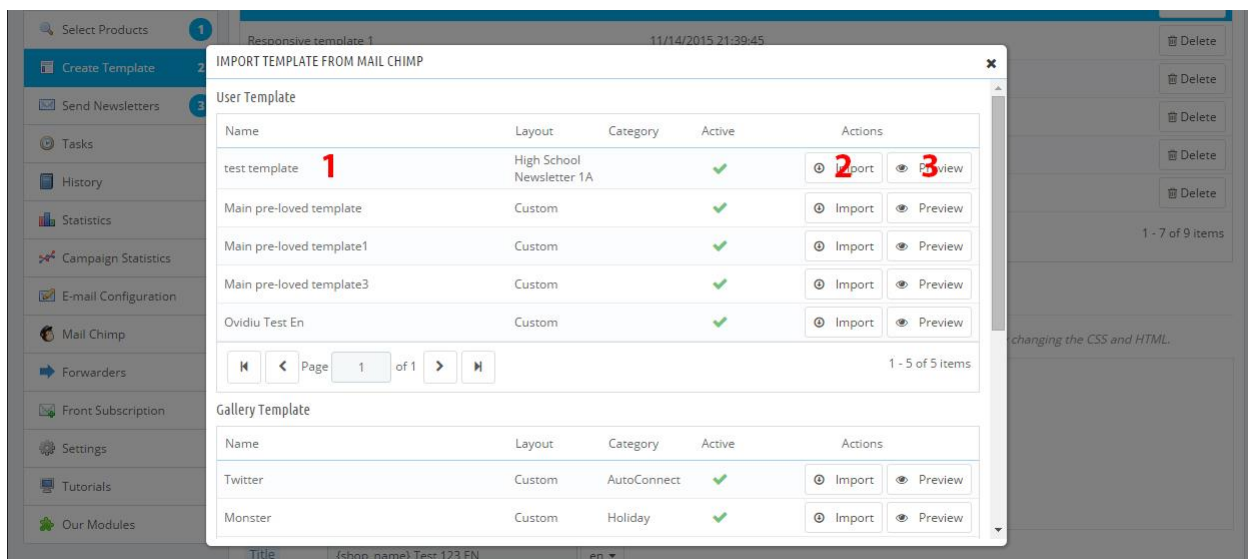 Select Products 1
Create Template 2
Send Newsletters 3
Tasks
History
Statistics
Campaign Statistics
E-mail Configuration
Mail Chimp
Forwarders
Front Subscription
Settings
Tutorials
Our Modules
Responsive template 1 11/14/2015 21:39:45 Delete
Delete
Delete
Delete
Delete
1 - 7 of 9 items
changing the CSS and HTML.
IMPORT TEMPLATE FROM MAIL CHIMP
User Template
Name Layout Category Active Actions
test template 1 High School Newsletter 1A 2 Import 3 Preview
Main pre-loved template Custom Import Preview
Main pre-loved template1 Custom Import Preview
Main pre-loved template3 Custom Import Preview
Ovidiu Test En Custom Import Preview
Page 1 of 1 1 - 5 of 5 items
Gallery Template
Name Layout Category Active Actions
Twitter Custom AutoConnect Import Preview
Monster Custom Holiday Import Preview
Title {shop_name} Test 123 EN en